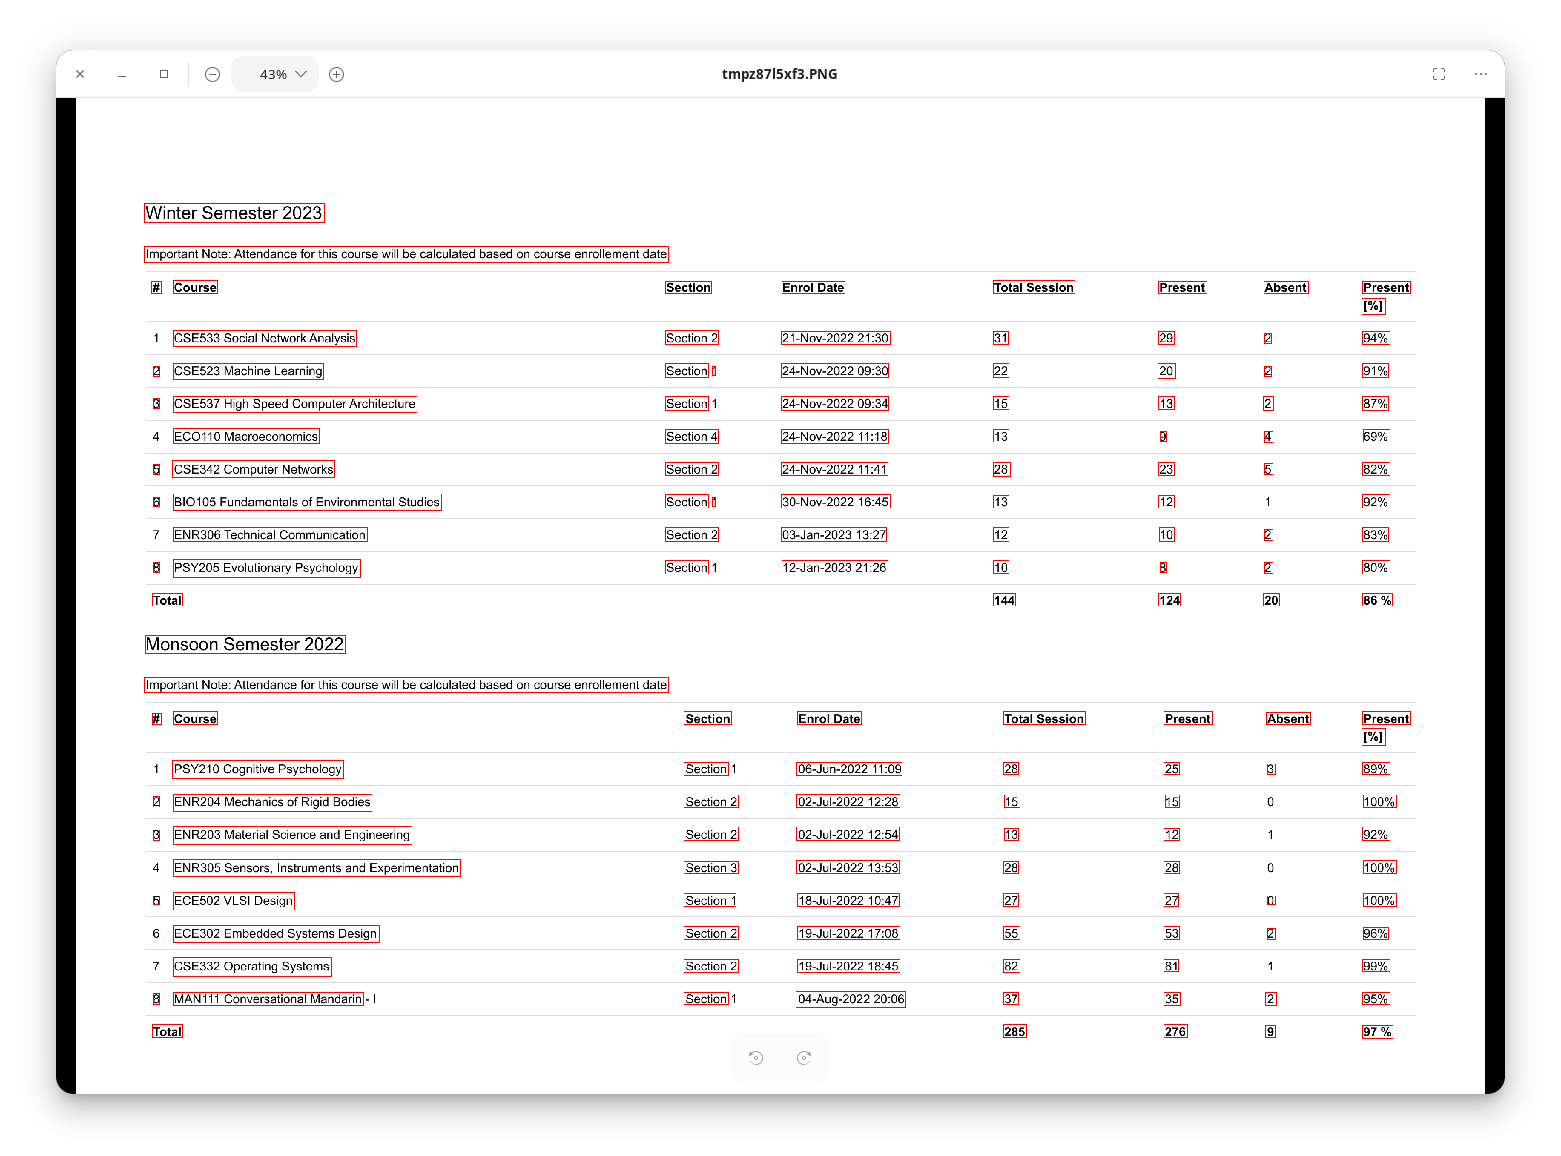 43%
tmpz87l5xf3.PNG
Winter Semester 2023
Important Note: Attendance for this course will be calculated based on course enrollement date
# Course Section Enrol Date Total Session Present Absent Present [%]
1 CSE533 Social Network Analysis Section 2 21-Nov-2022 21:30 31 29 2 94%
2 CSE523 Machine Learning Section 1 24-Nov-2022 09:30 22 20 2 91%
3 CSE537 High Speed Computer Architecture Section 1 24-Nov-2022 09:34 15 13 2 87%
4 ECO110 Macroeconomics Section 4 24-Nov-2022 11:18 13 9 4 69%
5 CSE342 Computer Networks Section 2 24-Nov-2022 11:41 28 23 5 82%
6 BIO105 Fundamentals of Environmental Studies Section 1 30-Nov-2022 16:45 13 12 1 92%
7 ENR306 Technical Communication Section 2 03-Jan-2023 13:27 12 10 2 83%
8 PSY205 Evolutionary Psychology Section 1 12-Jan-2023 21:26 10 8 2 80%
Total 144 124 20 86 %
Monsoon Semester 2022
Important Note: Attendance for this course will be calculated based on course enrollement date
# Course Section Enrol Date Total Session Present Absent Present [%]
1 PSY210 Cognitive Psychology Section 1 06-Jun-2022 11:09 28 25 3 89%
2 ENR204 Mechanics of Rigid Bodies Section 2 02-Jul-2022 12:28 15 15 0 100%
3 ENR203 Material Science and Engineering Section 2 02-Jul-2022 12:54 13 12 1 92%
4 ENR305 Sensors, Instruments and Experimentation Section 3 02-Jul-2022 13:53 28 28 0 100%
5 ECE502 VLSI Design Section 1 18-Jul-2022 10:47 27 27 0 100%
6 ECE302 Embedded Systems Design Section 2 19-Jul-2022 17:08 55 53 2 96%
7 CSE332 Operating Systems Section 2 19-Jul-2022 18:45 82 81 1 99%
8 MAN111 Conversational Mandarin - I Section 1 04-Aug-2022 20:06 37 35 2 95%
Total 285 276 9 97 %